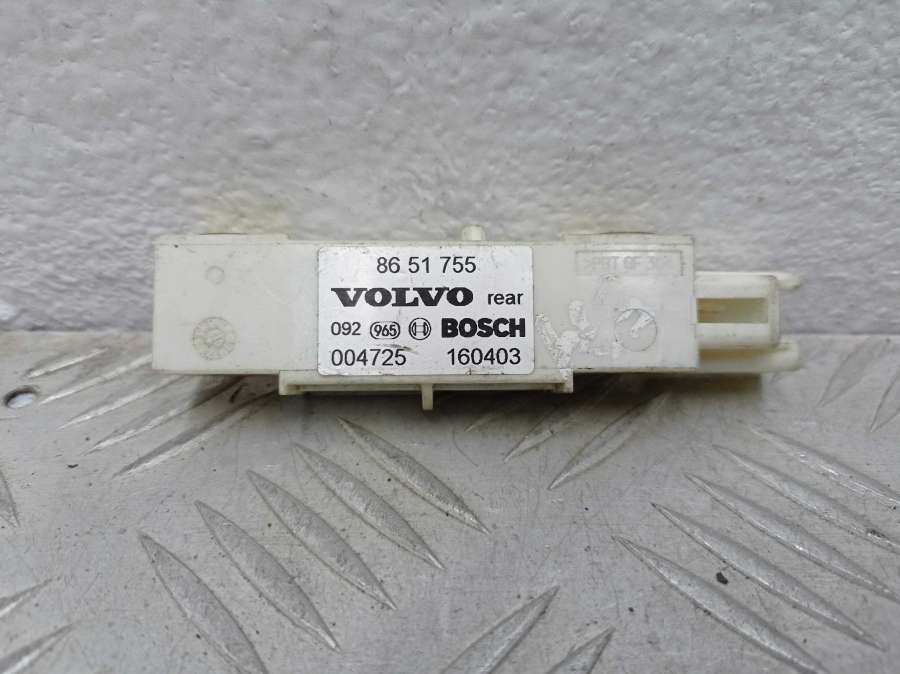 86 51 755
VOLVO rear
092 965 BOSCH
004725 160403